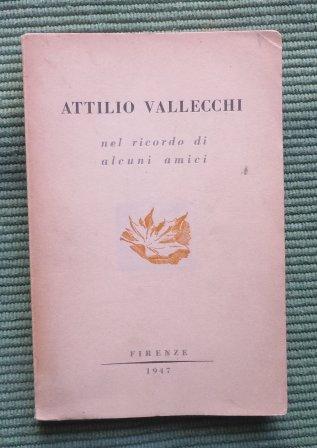 ATTILIO VALLECCHI
nel ricordo di
alcuni amici
FIRENZE
1947